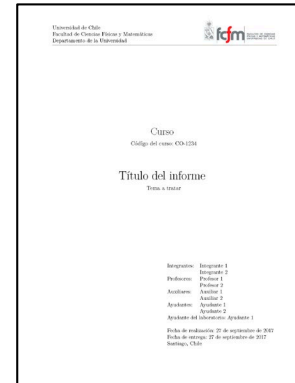 Universidad de Chile
Facultad de Ciencias Físicas y Matemáticas
Departamento de la Universidad
fcfm
Curso
Código del curso: CO-1234
Título del informe
Tema a tratar
Integrantes: Integrante 1
Integrante 2
Profesores: Profesor 1
Profesor 2
Auxiliares: Auxiliar 1
Auxiliar 2
Ayudantes: Ayudante 1
Ayudante 2
Ayudante del laboratorio: Ayudante 1
Fecha de realización: 27 de septiembre de 2017
Fecha de entrega: 27 de septiembre de 2017
Santiago, Chile